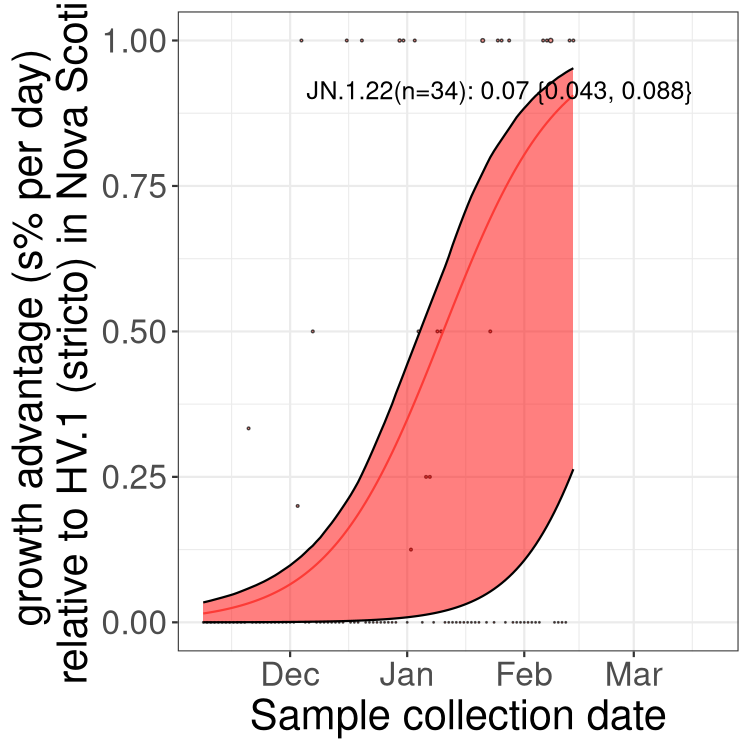 growth advantage (s% per day)
relative to HV.1 (stricto) in Nova Scoti
1.00
0.75
0.50
0.25
0.00
JN.1.22(n=34): 0.07 {0.043, 0.088}
Dec Jan Feb Mar
Sample collection date